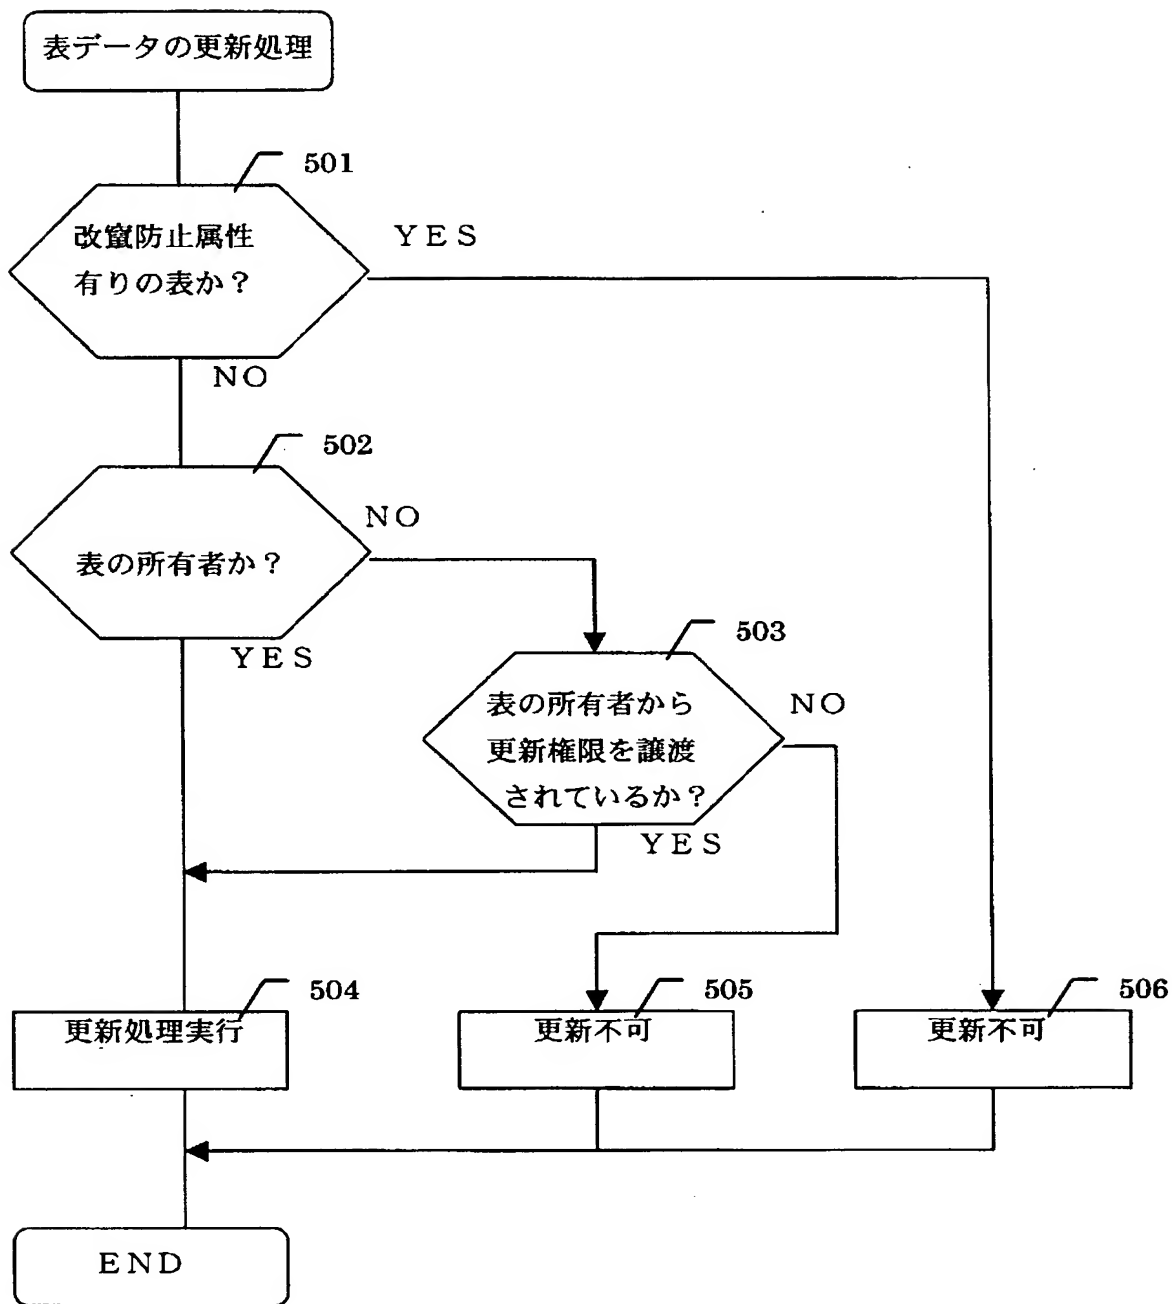 表データの更新処理
501
改竄防止属性
有りの表か？
YES
NO
502
表の所有者か？
NO
YES
503
表の所有者から
更新権限を譲渡
されているか？
NO
YES
504
更新処理実行
505
更新不可
506
更新不可
END